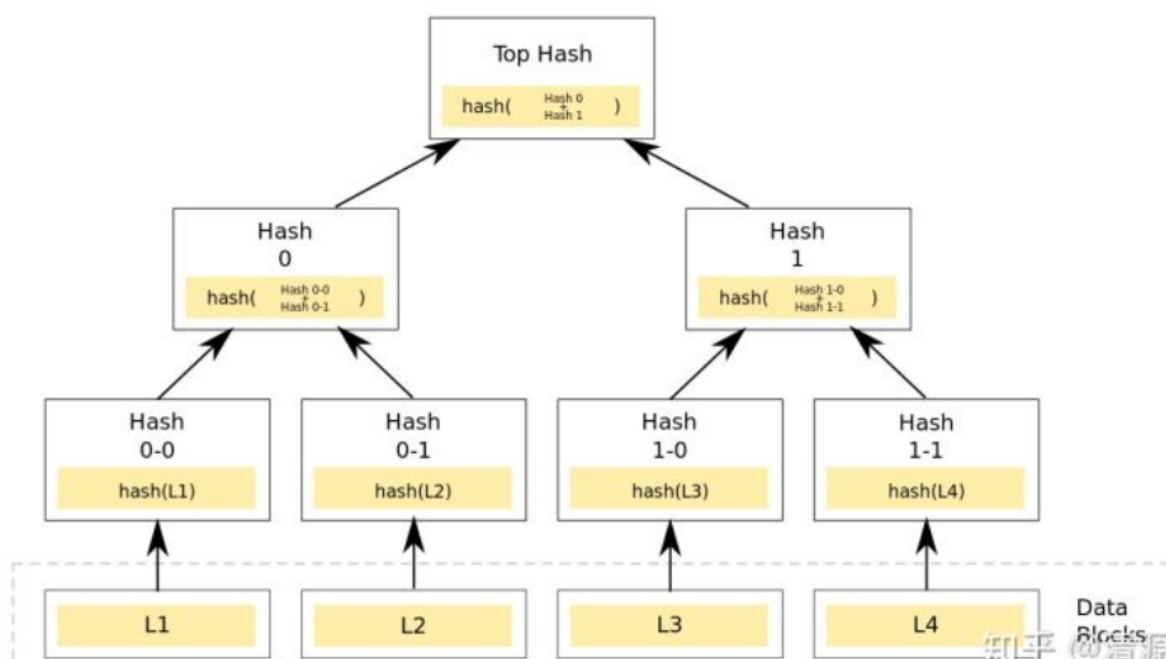 Top Hash
hash( Hash 0 + Hash 1 )
Hash
0
hash( Hash 0-0 + Hash 0-1 )
Hash
1
hash( Hash 1-0 + Hash 1-1 )
Hash
0-0
hash(L1)
Hash
0-1
hash(L2)
Hash
1-0
hash(L3)
Hash
1-1
hash(L4)
L1
L2
L3
L4
Data
Blocks
知乎 @清源